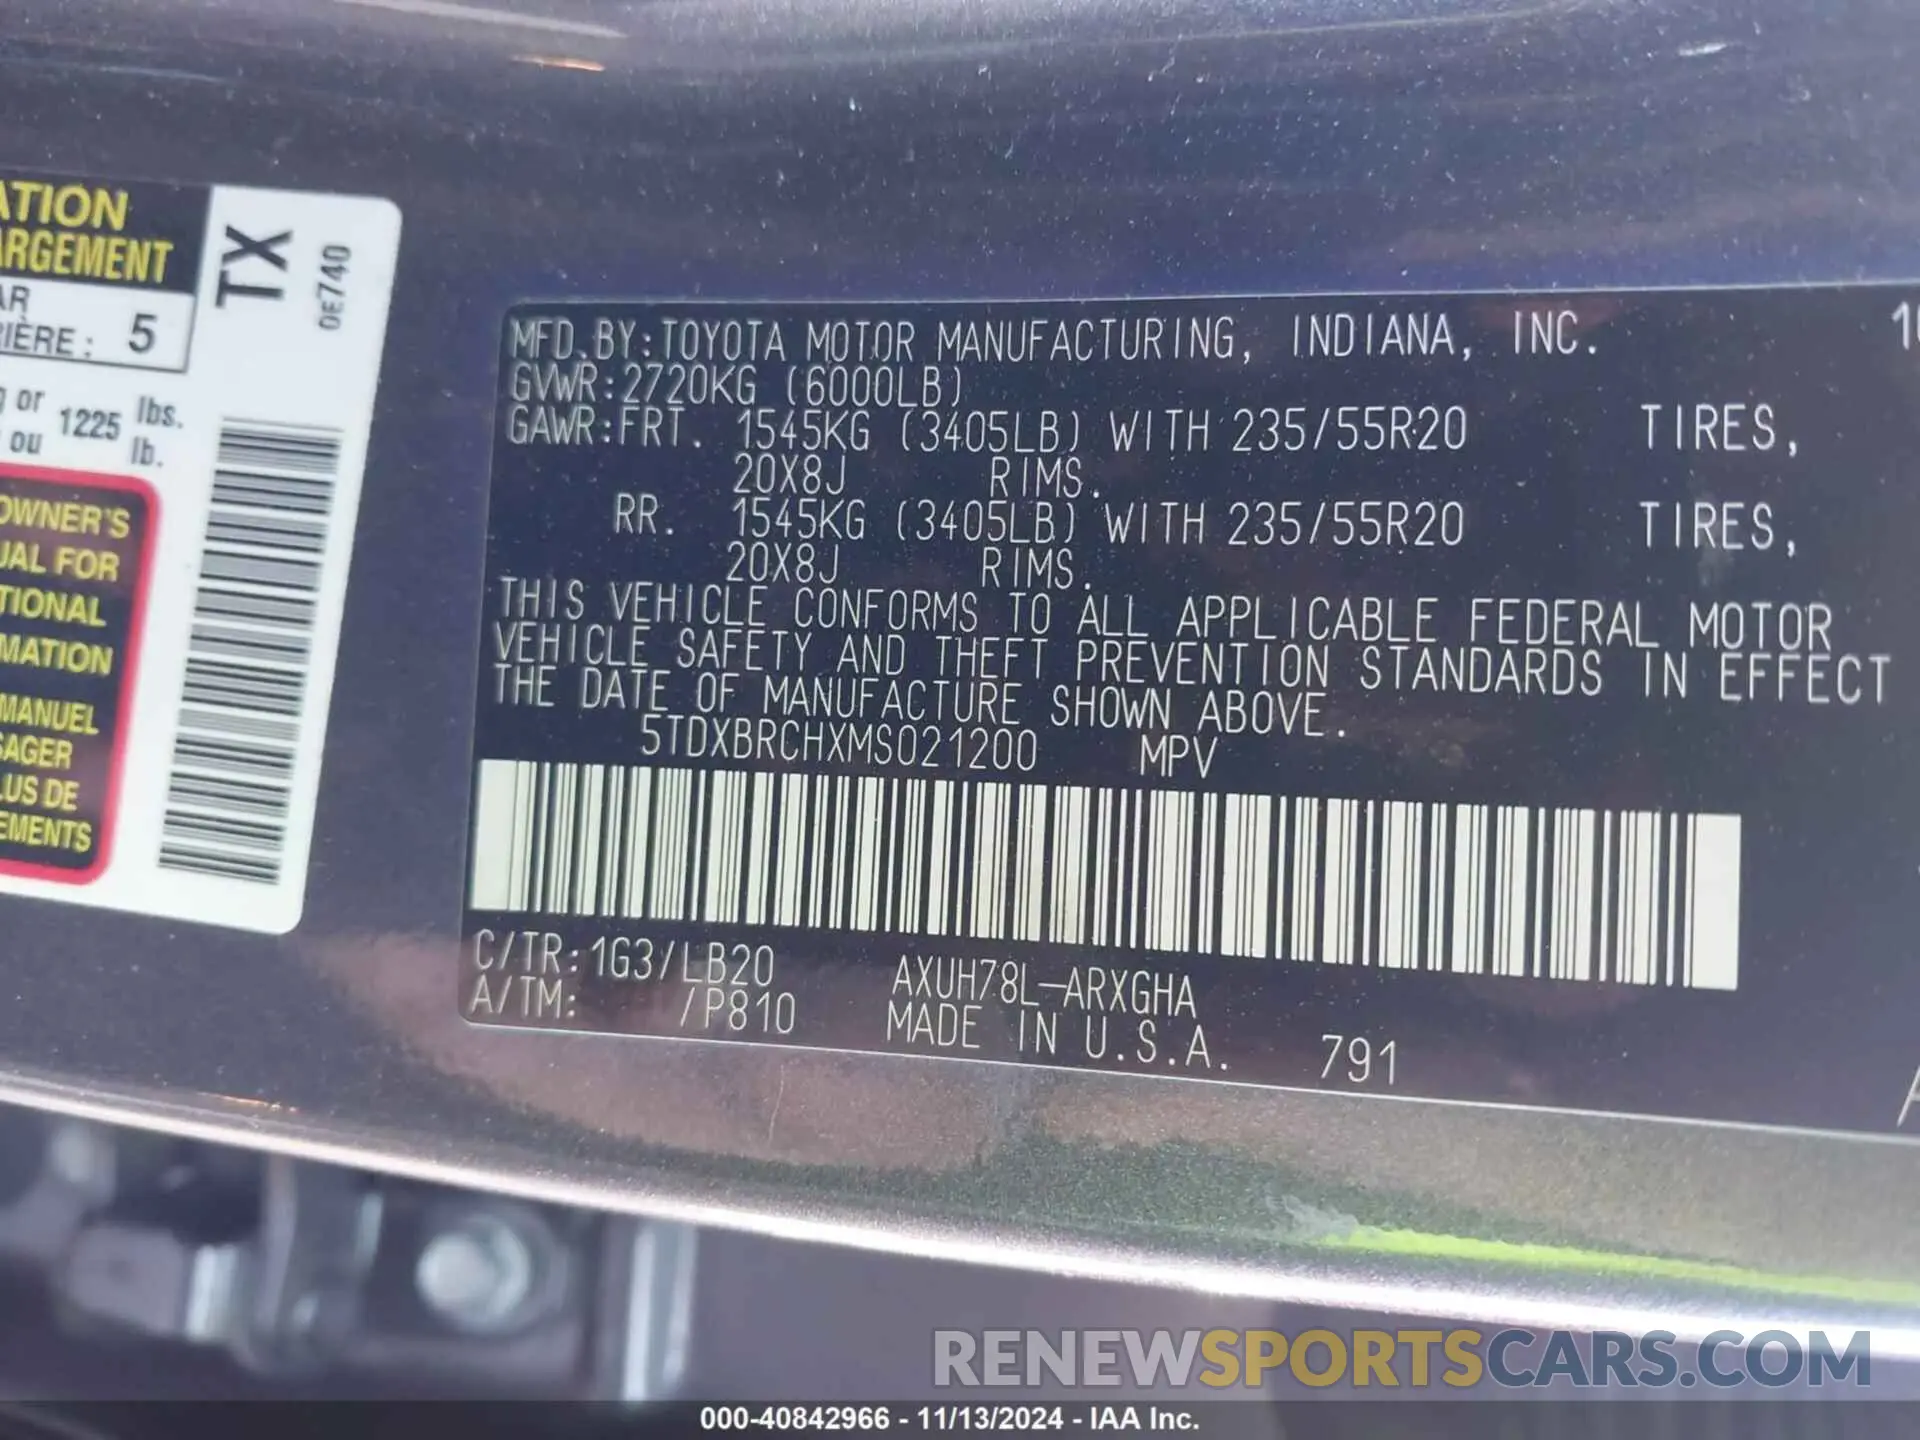 ATION
ARGEMENT
AR
RIÈRE: 5
g or 1225 lbs.
ou lb.
OWNER'S
UAL FOR
TIONAL
MATION
MANUEL
SAGER
LUS DE
EMENTS
TX
0E740
MFD.BY:TOYOTA MOTOR MANUFACTURING, INDIANA, INC.
GVWR:2720KG (6000LB)
GAWR:FRT. 1545KG (3405LB) WITH 235/55R20 TIRES,
20X8J RIMS.
RR. 1545KG (3405LB) WITH 235/55R20 TIRES,
20X8J RIMS.
THIS VEHICLE CONFORMS TO ALL APPLICABLE FEDERAL MOTOR
VEHICLE SAFETY AND THEFT PREVENTION STANDARDS IN EFFECT
THE DATE OF MANUFACTURE SHOWN ABOVE.
5TDXBRCHXMS021200 MPV
C/TR:1G3/LB20 AXUH78L-ARXGHA
A/TM: /P810 MADE IN U.S.A. 791
RENEWSPORTSCARS.COM
000-40842966 - 11/13/2024 - IAA Inc.